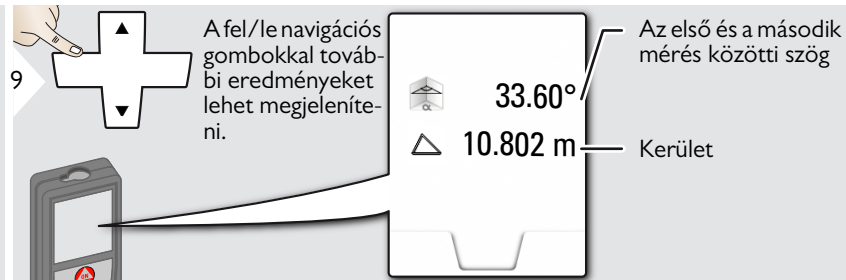 9
A fel/le navigációs
gombokkal továb-
bi eredményeket
lehet megjeleníte-
ni.
33.60°
α
10.802 m
Az első és a második
mérés közötti szög
Kerület
ON